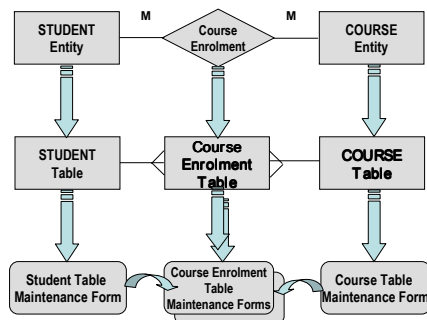 M M
STUDENT
Entity
Course
Enrolment
COURSE
Entity
STUDENT
Table
Course
Enrolment
Table
COURSE
Table
Student Table
Maintenance Form
Course Enrolment
Table
Maintenance Forms
Course Table
Maintenance Form